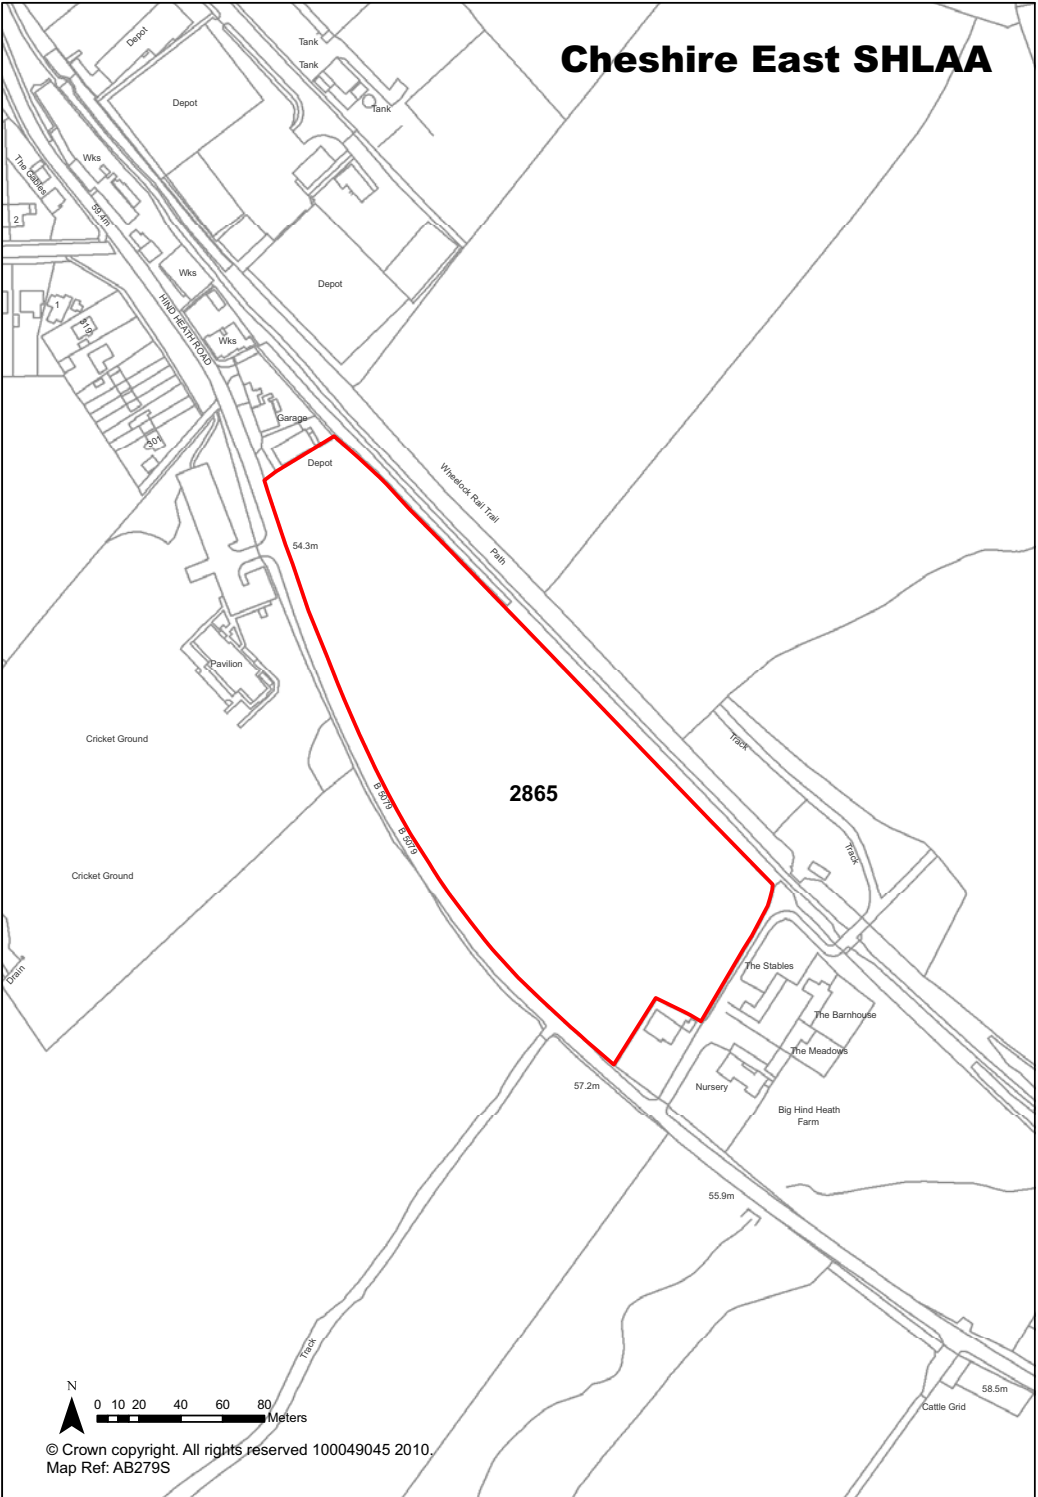 Cheshire East SHLAA
Depot
Tank
Tank
Tank
Depot
Wks
The Gables
59.4m
2
Wks
Depot
HIND HEATH ROAD
1
319
Wks
Garage
301
Depot
Wheelock Rail Trail
54.3m
Path
Pavilion
Cricket Ground
Track
B 5079
2865
B 5079
Track
Cricket Ground
Drain
The Stables
The Barnhouse
The Meadows
57.2m
Nursery
Big Hind Heath
Farm
55.9m
Track
58.5m
Cattle Grid
N
0 10 20 40 60 80
Meters
© Crown copyright. All rights reserved 100049045 2010.
Map Ref: AB279S